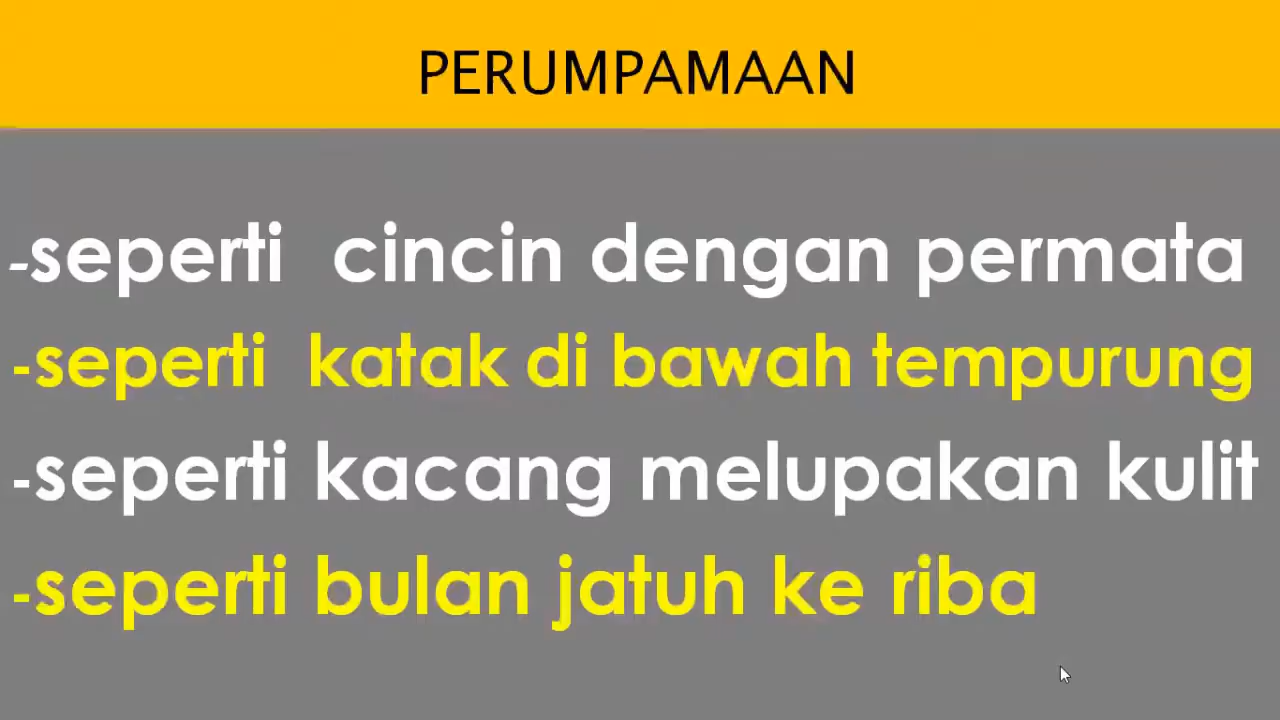 PERUMPAMAAN
-seperti  cincin dengan permata
-seperti  katak di bawah tempurung
-seperti kacang melupakan kulit
-seperti bulan jatuh ke riba